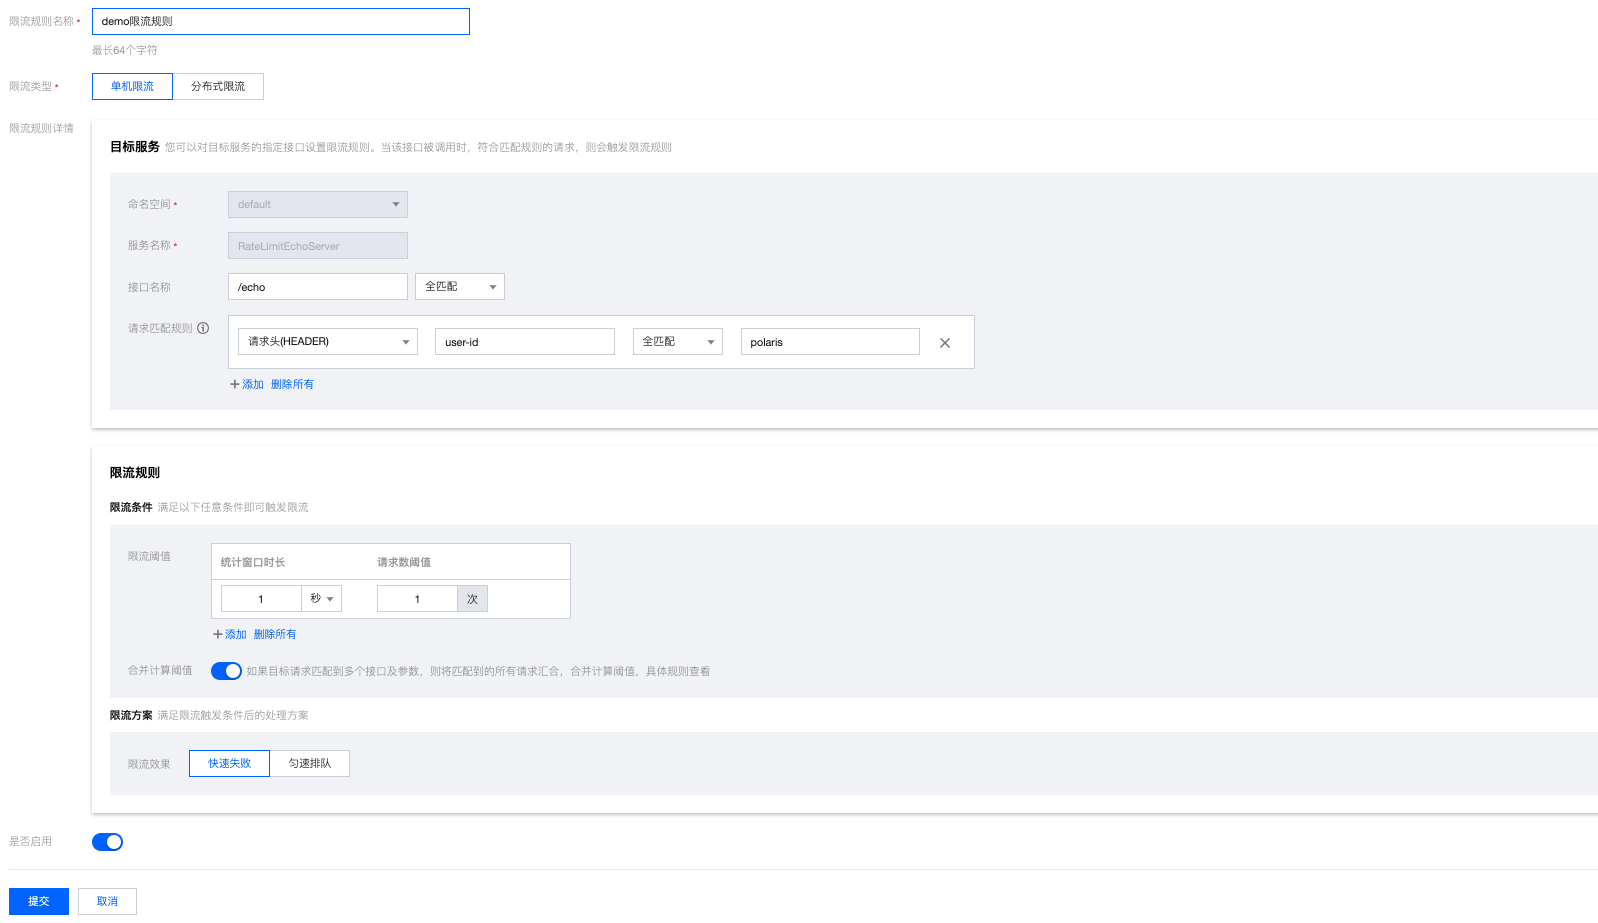 限流规则名称 * demo限流规则
最长64个字符
限流类型 * 单机限流 分布式限流
限流规则详情
目标服务 您可以对目标服务的指定接口设置限流规则。当该接口被调用时，符合匹配规则的请求，则会触发限流规则
命名空间 * default
服务名称 * RateLimitEchoServer
接口名称 /echo 全匹配
请求匹配规则 请求头(HEADER) user-id 全匹配 polaris
添加 删除所有
限流规则
限流条件 满足以下任意条件即可触发限流
限流阈值 统计窗口时长 请求数阈值
1 秒 1 次
添加 删除所有
合并计算阈值 如果目标请求匹配到多个接口及参数，则将匹配到的所有请求汇合，合并计算阈值，具体规则查看
限流方案 满足限流触发条件后的处理方案
限流效果 快速失败 匀速排队
是否启用
提交 取消